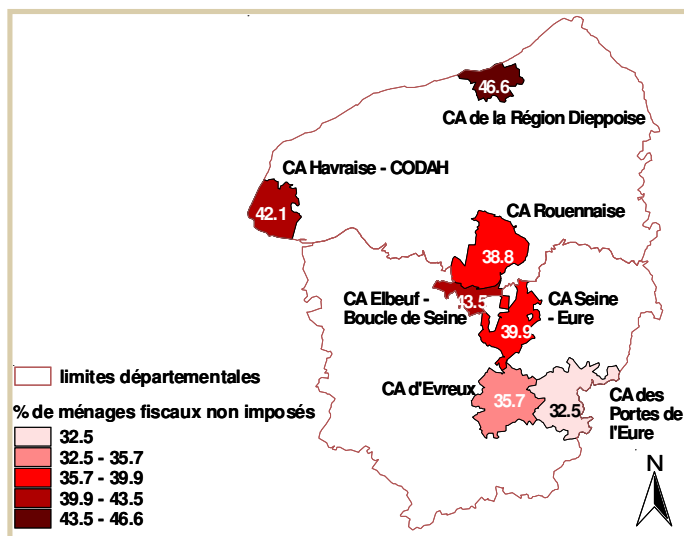 46.6
CA de la Région Dieppoise
CA Havraise - CODAH
42.1
CA Rouennaise
38.8
CA Elbeuf -
Boucle de Seine
43.5
CA Seine
- Eure
39.9
CA d'Evreux
35.7
32.5
CA des
Portes de
l'Eure
limites départementales
% de ménages fiscaux non imposés
32.5
32.5 - 35.7
35.7 - 39.9
39.9 - 43.5
43.5 - 46.6
N